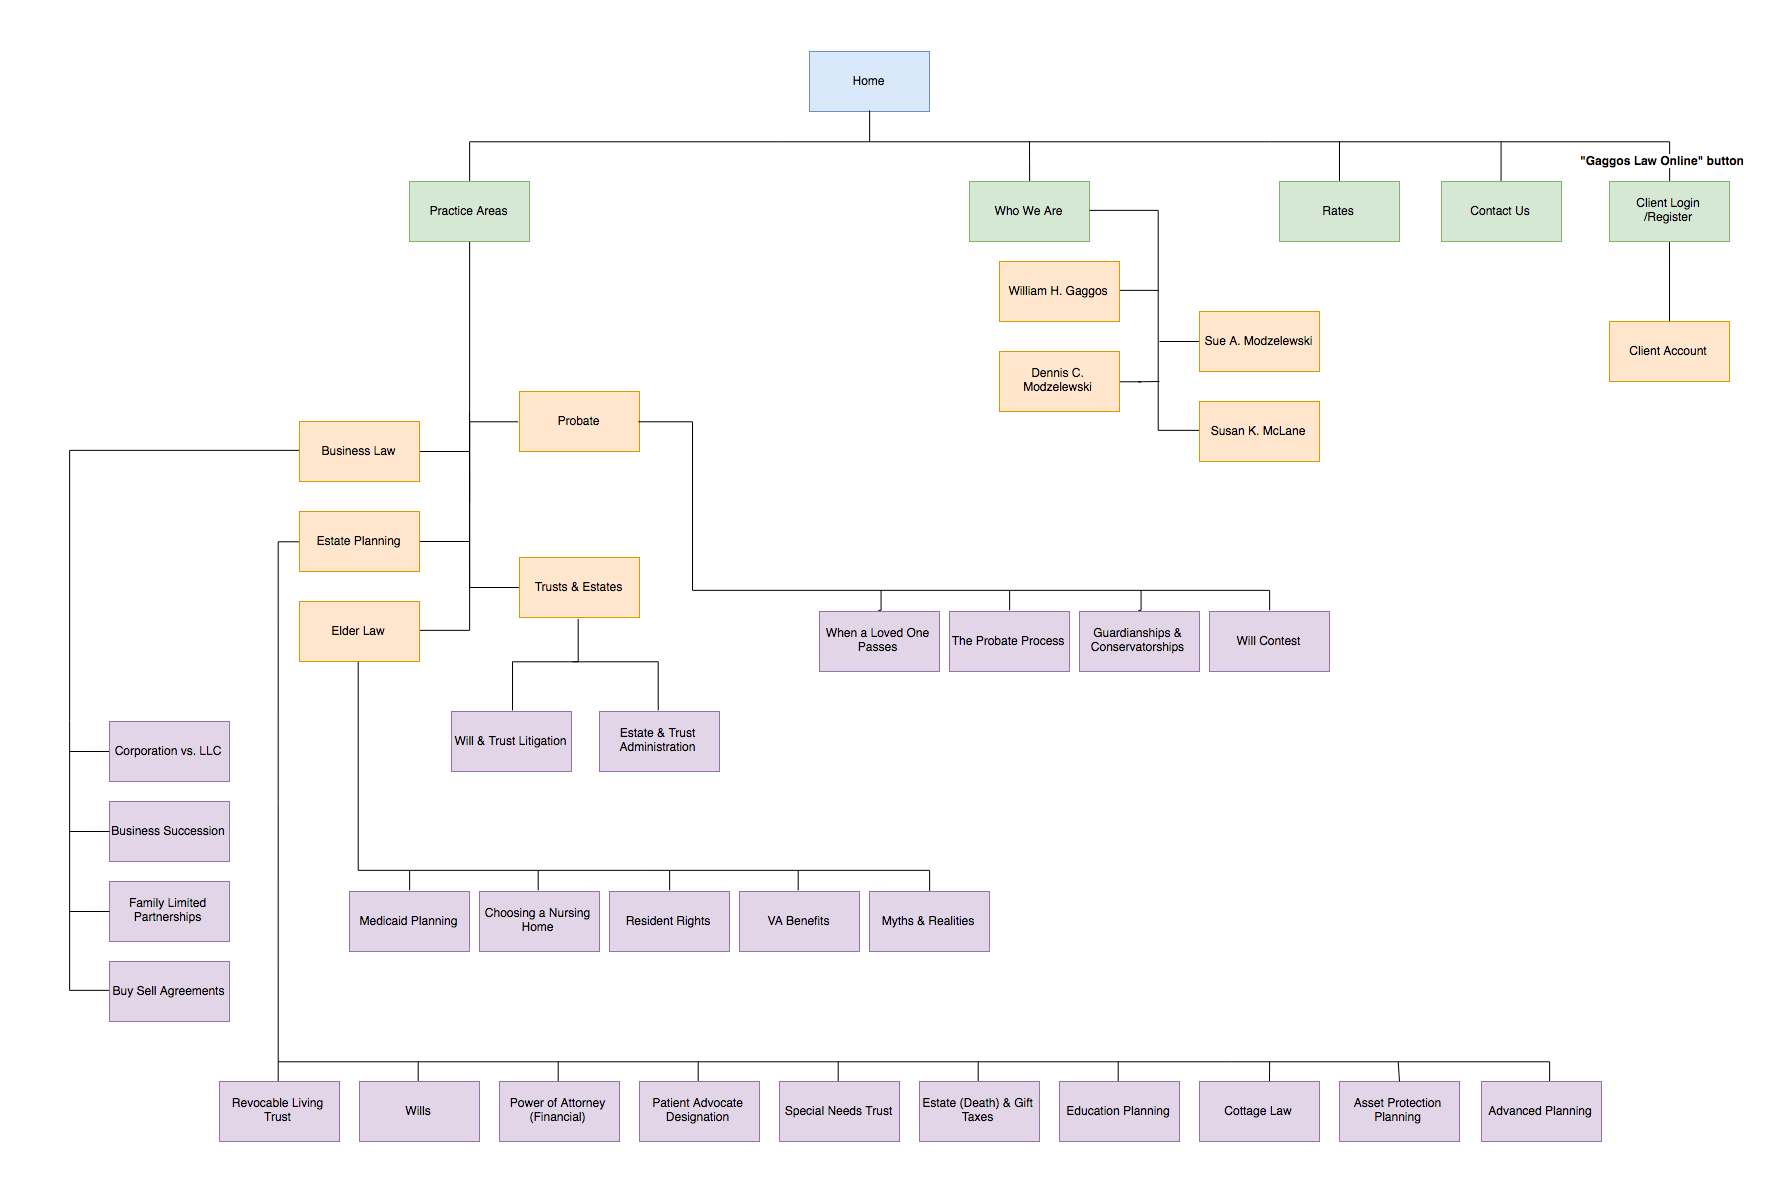 Home
"Gaggos Law Online" button
Practice Areas
Who We Are
Rates
Contact Us
Client Login
/Register
William H. Gaggos
Sue A. Modzelewski
Client Account
Dennis C.
Modzelewski
Susan K. McLane
Probate
Business Law
Estate Planning
Trusts & Estates
Elder Law
When a Loved One
Passes
The Probate Process
Guardianships &
Conservatorships
Will Contest
Will & Trust Litigation
Estate & Trust
Administration
Corporation vs. LLC
Business Succession
Family Limited
Partnerships
Buy Sell Agreements
Medicaid Planning
Choosing a Nursing
Home
Resident Rights
VA Benefits
Myths & Realities
Revocable Living
Trust
Wills
Power of Attorney
(Financial)
Patient Advocate
Designation
Special Needs Trust
Estate (Death) & Gift
Taxes
Education Planning
Cottage Law
Asset Protection
Planning
Advanced Planning